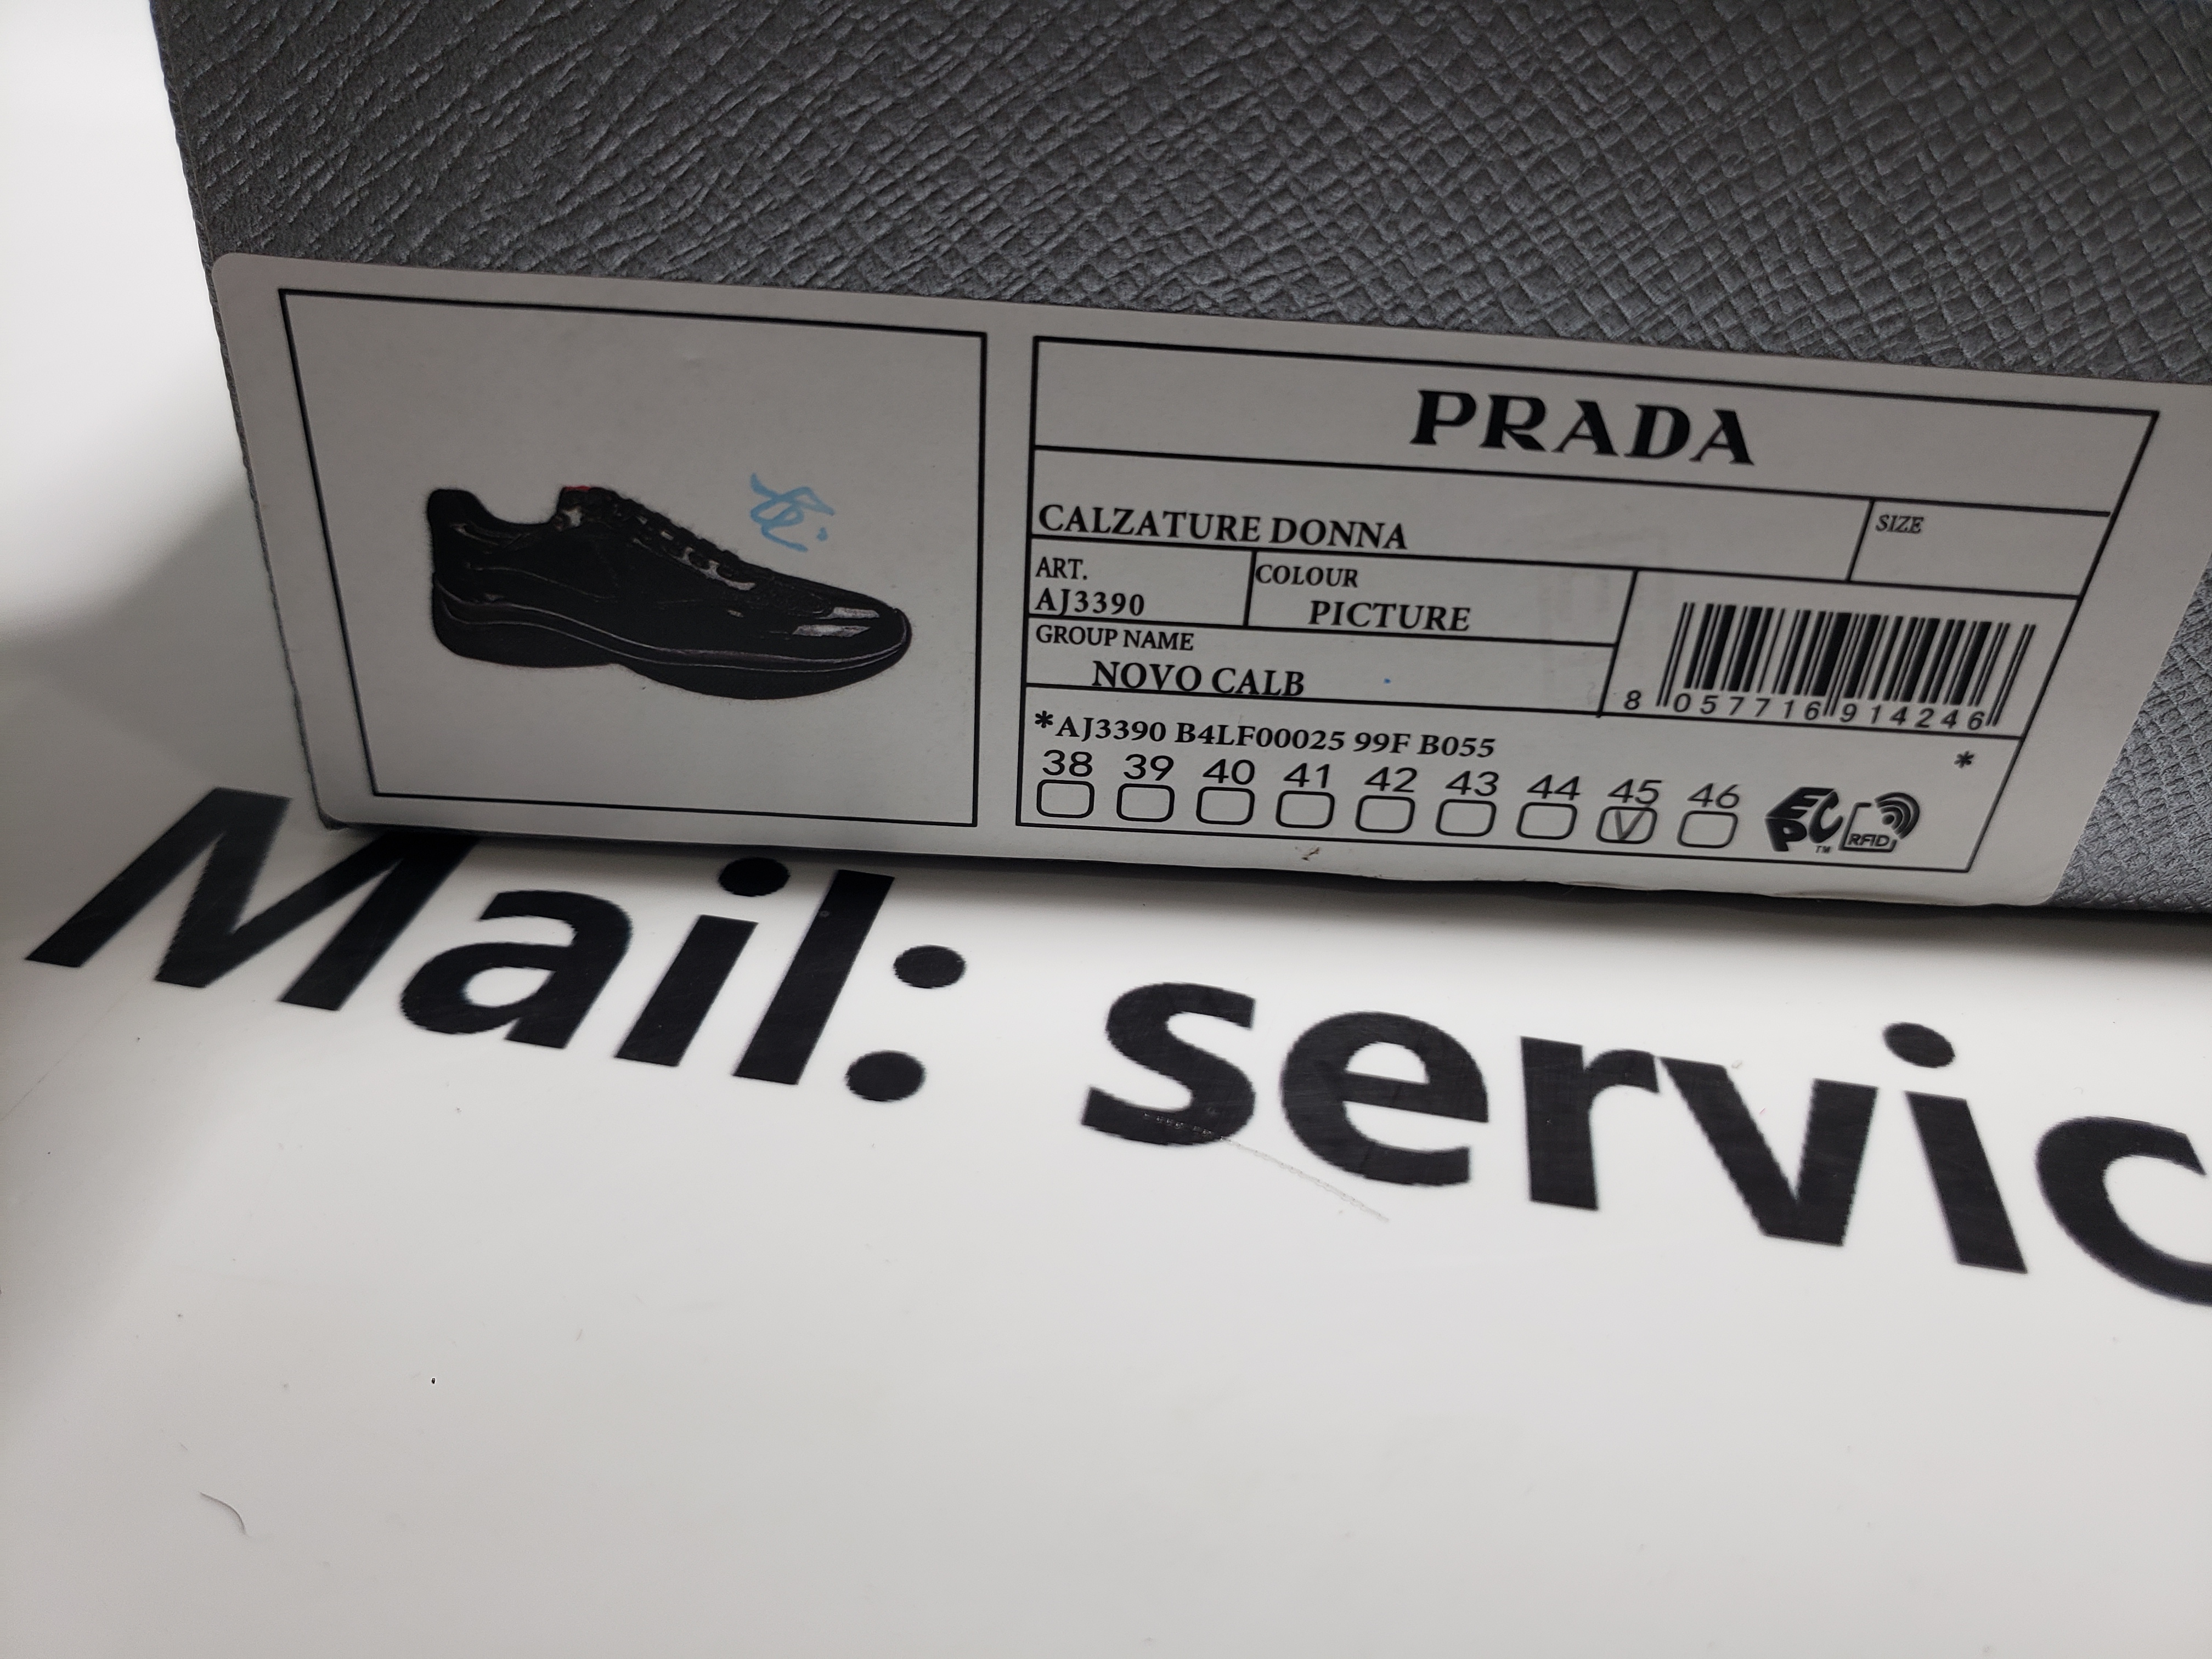 PRADA
CALZATURE DONNA
SIZE
ART.
AJ3390
COLOUR
PICTURE
GROUP NAME
NOVO CALB
8 057716 914246
*AJ3390 B4LF00025 99F B055 *
38 39 40 41 42 43 44 45 46
V
EPC™
RFID
Mail: servic